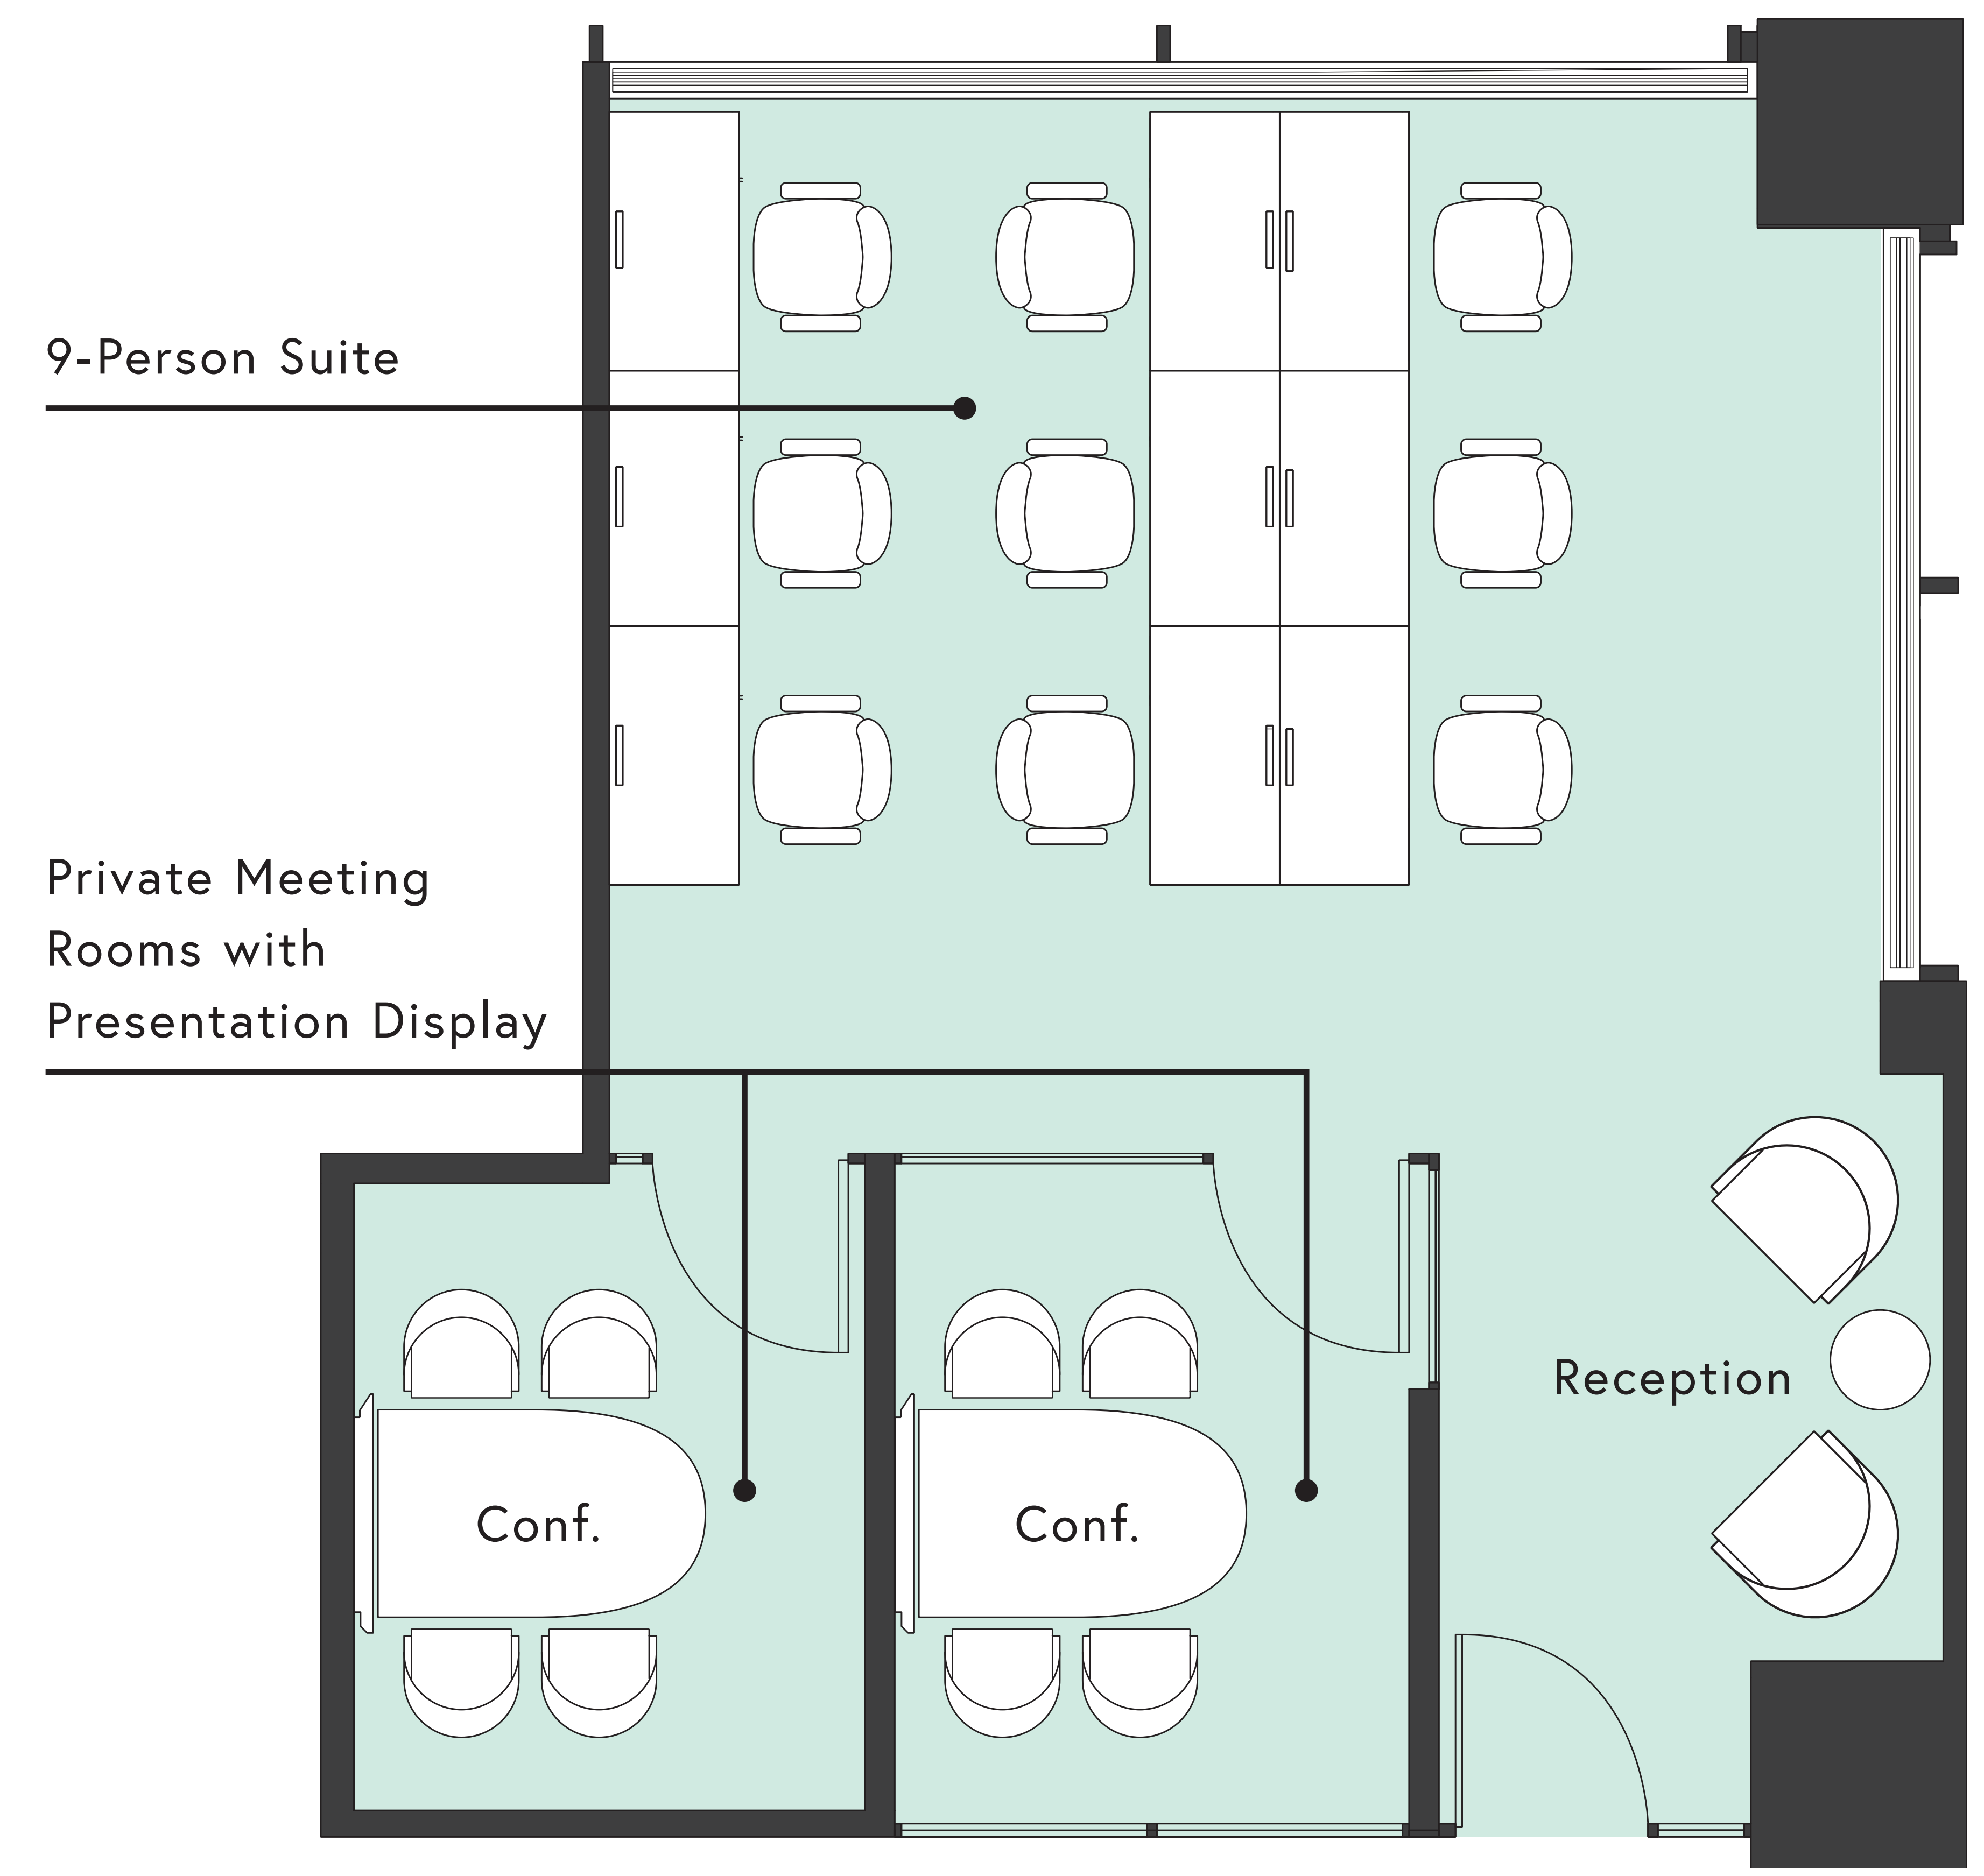 9-Person Suite
Private Meeting
Rooms with
Presentation Display
Reception
Conf.
Conf.